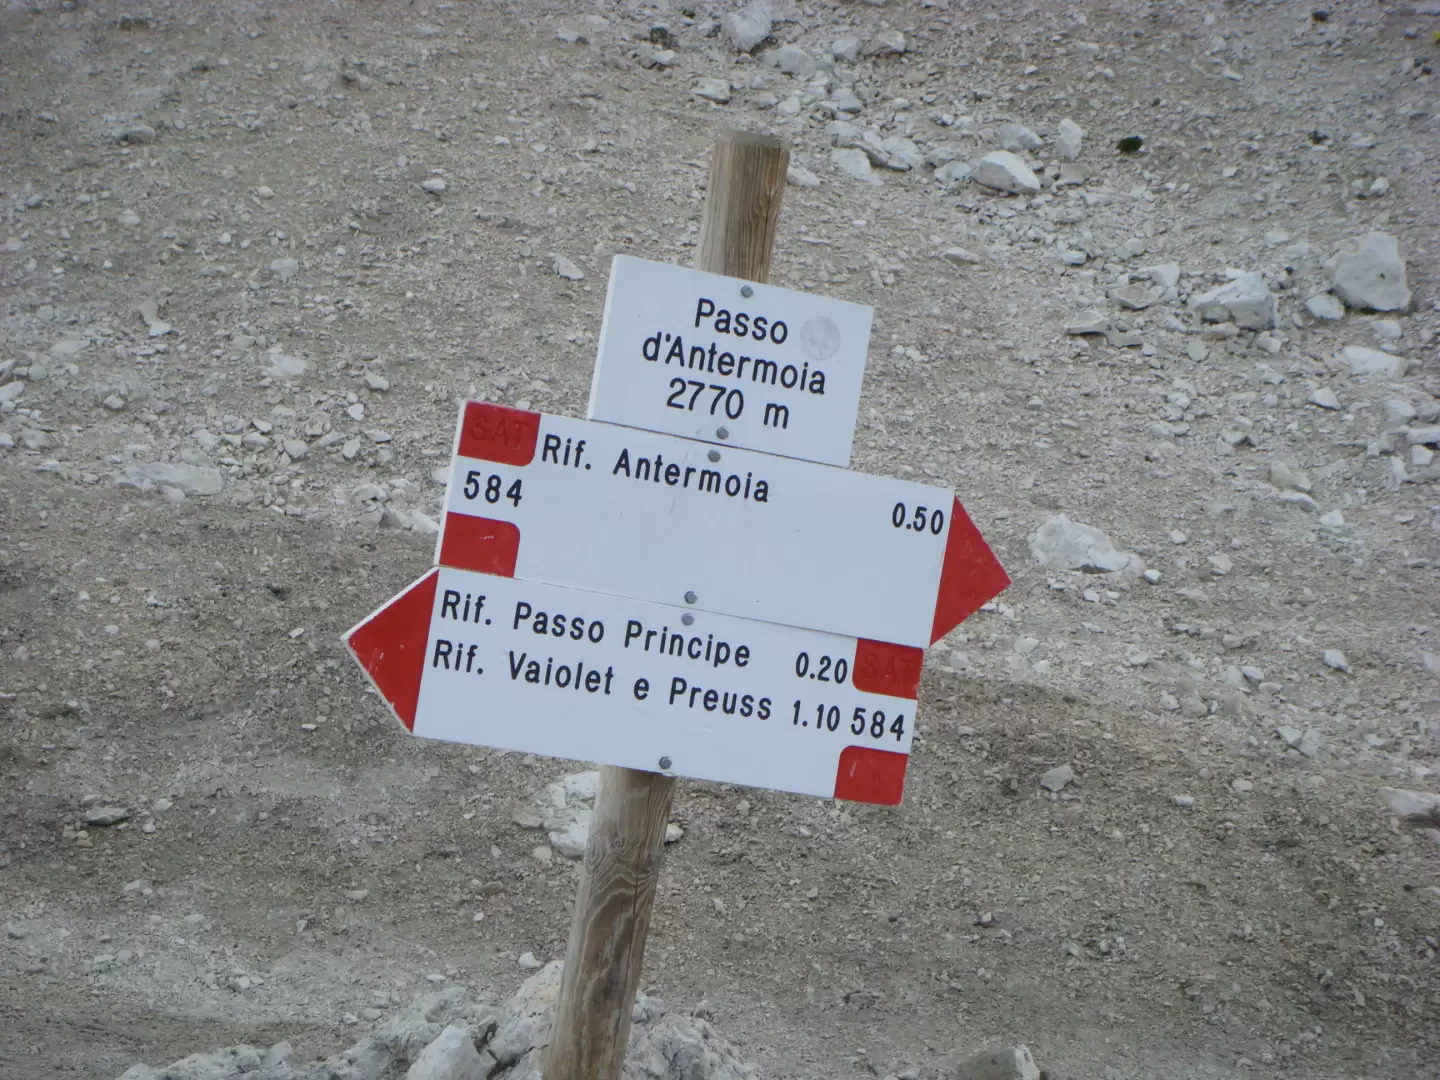 Passo
d'Antermoia
2770 m
SAT
Rif. Antermoia 0.50
584
Rif. Passo Principe 0.20 SAT
Rif. Vaiolet e Preuss 1.10 584